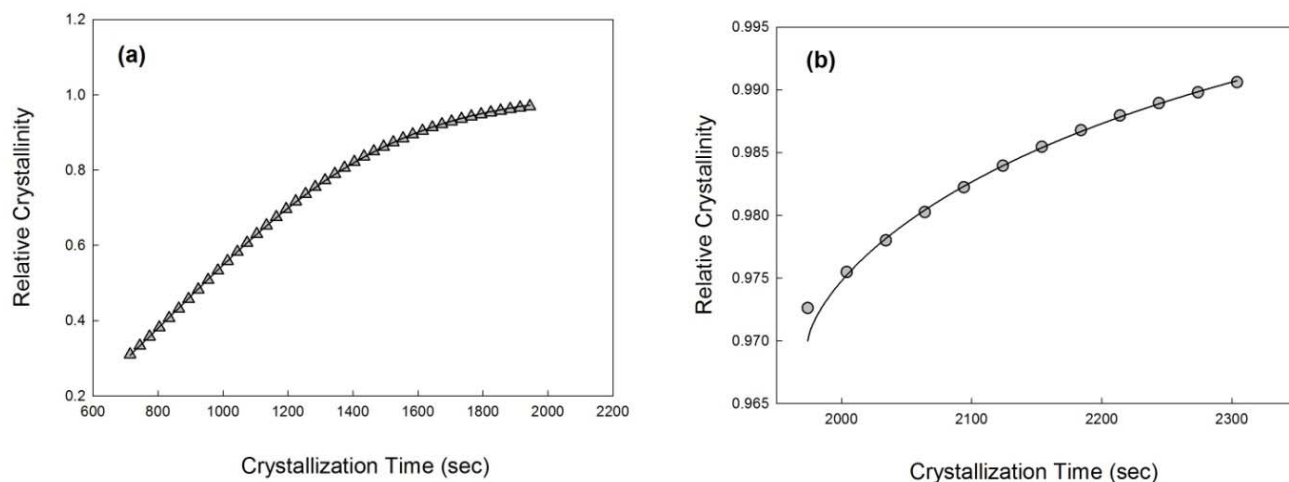 (a)
Relative Crystallinity
1.2
1.0
0.8
0.6
0.4
0.2
600 800 1000 1200 1400 1600 1800 2000 2200
Crystallization Time (sec)
(b)
Relative Crystallinity
0.995
0.990
0.985
0.980
0.975
0.970
0.965
2000 2100 2200 2300
Crystallization Time (sec)